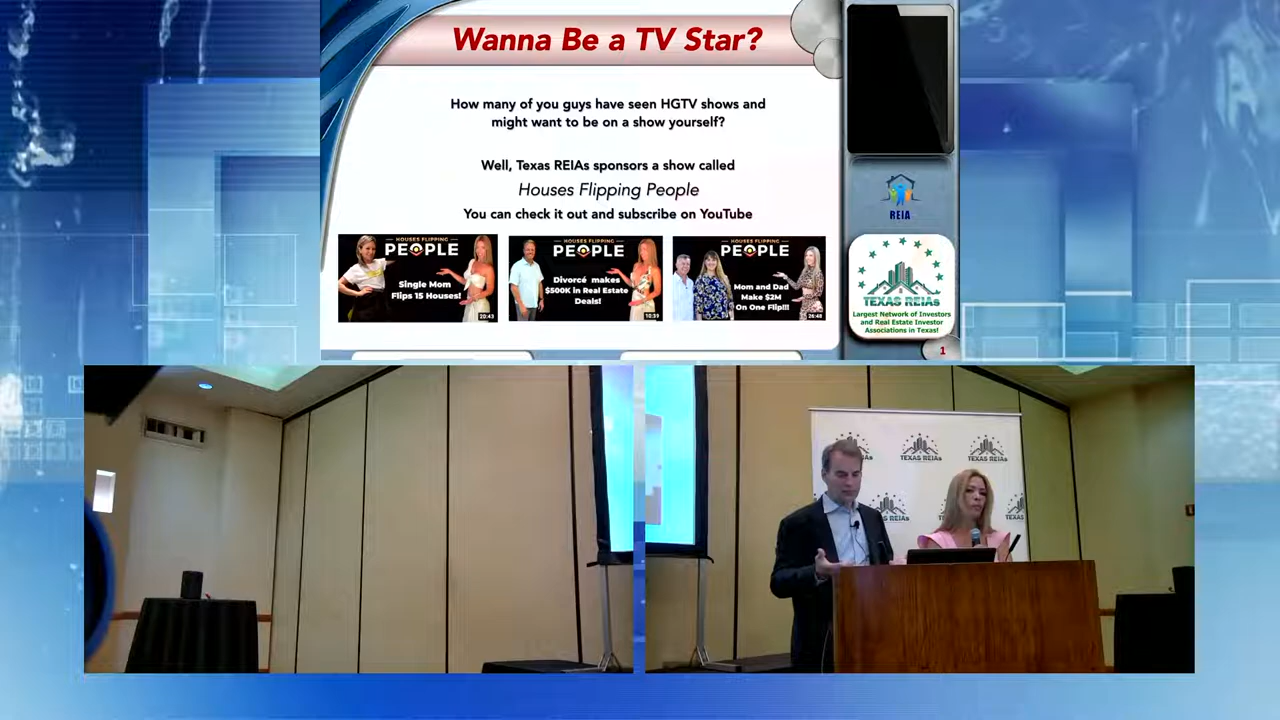 Wanna Be a TV Star?
How many of you guys have seen HGTV shows and
might want to be on a show yourself?
Well, Texas REIAs sponsors a show called
Houses Flipping People
You can check it out and subscribe on YouTube
HOUSES FLIPPING
PEOPLE
Single Mom
Flips 15 Houses!
20:43
HOUSES FLIPPING
PEOPLE
Divorcé makes
$500K in Real Estate
Deals!
10:39
HOUSES FLIPPING
PEOPLE
Mom and Dad
Make $2M
On One Flip!!!
26:48
REIA
TEXAS REIAs
Largest Network of Investors
and Real Estate Investor
Associations in Texas!
1
TEXAS REIAs
TEXAS REIAs